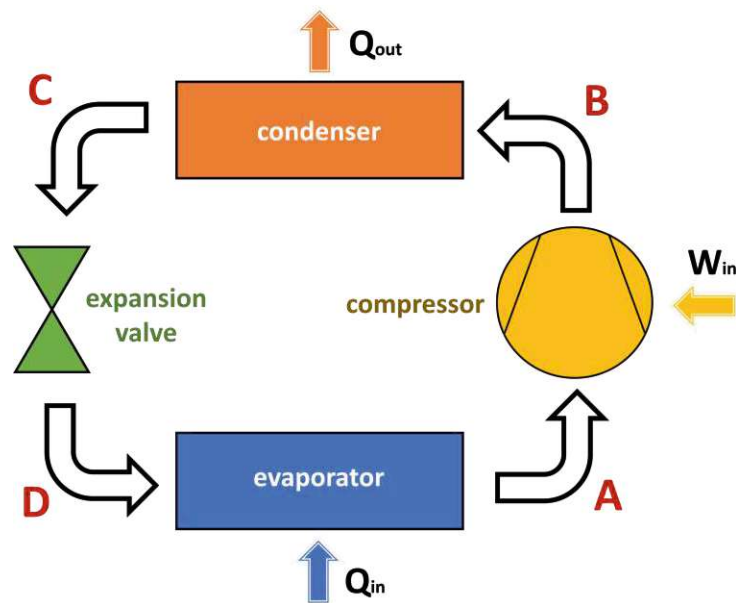 Qout
C
B
condenser
Win
expansion
valve
compressor
evaporator
D
A
Qin